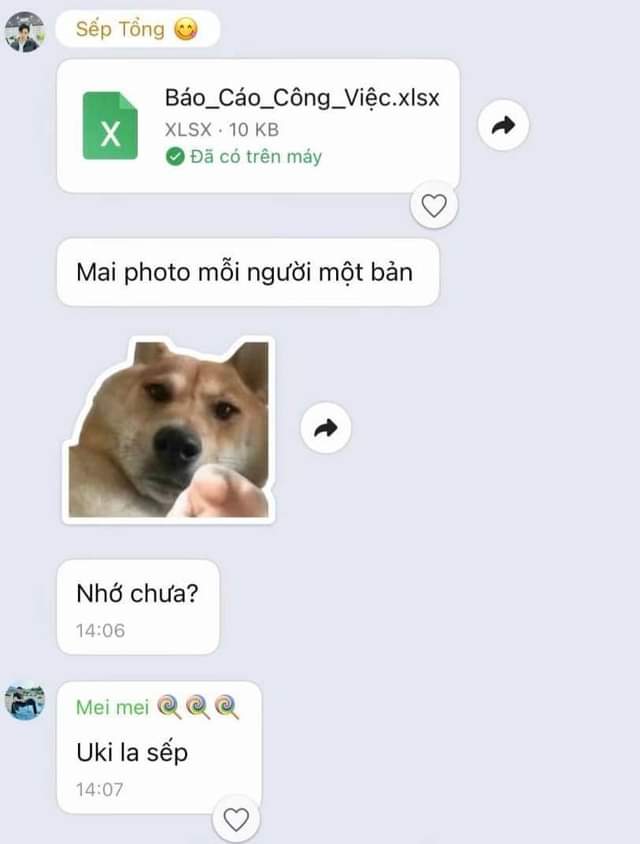 Sếp Tổng 😋
X
Báo_Cáo_Công_Việc.xlsx
XLSX · 10 KB
Đã có trên máy
Mai photo mỗi người một bản
Nhớ chưa?
14:06
Mei mei 🍭🍭🍭
Uki la sếp
14:07